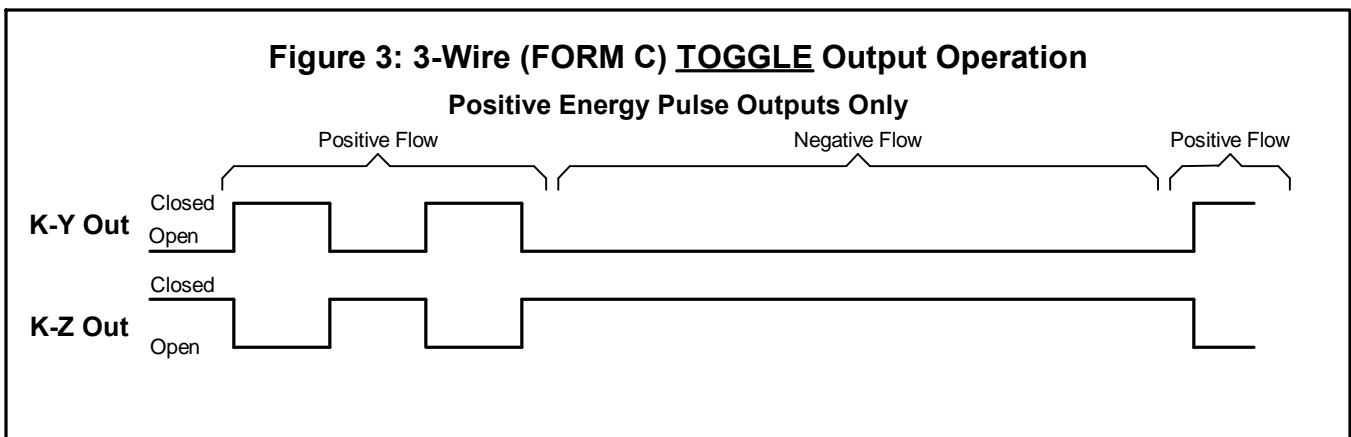 Figure 3: 3-Wire (FORM C) TOGGLE Output Operation
Positive Energy Pulse Outputs Only
Positive Flow
Negative Flow
Positive Flow
K-Y Out
Closed
Open
K-Z Out
Closed
Open